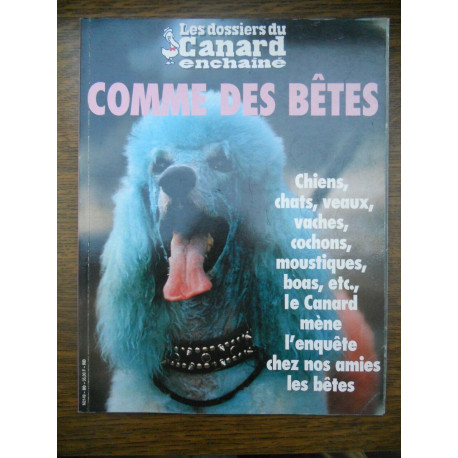 Les dossiers du
Canard
enchaîné
COMME DES BÊTES
Chiens,
chats, veaux,
vaches,
cochons,
moustiques,
boas, etc.,
le Canard
mène
l'enquête
chez nos amies
les bêtes